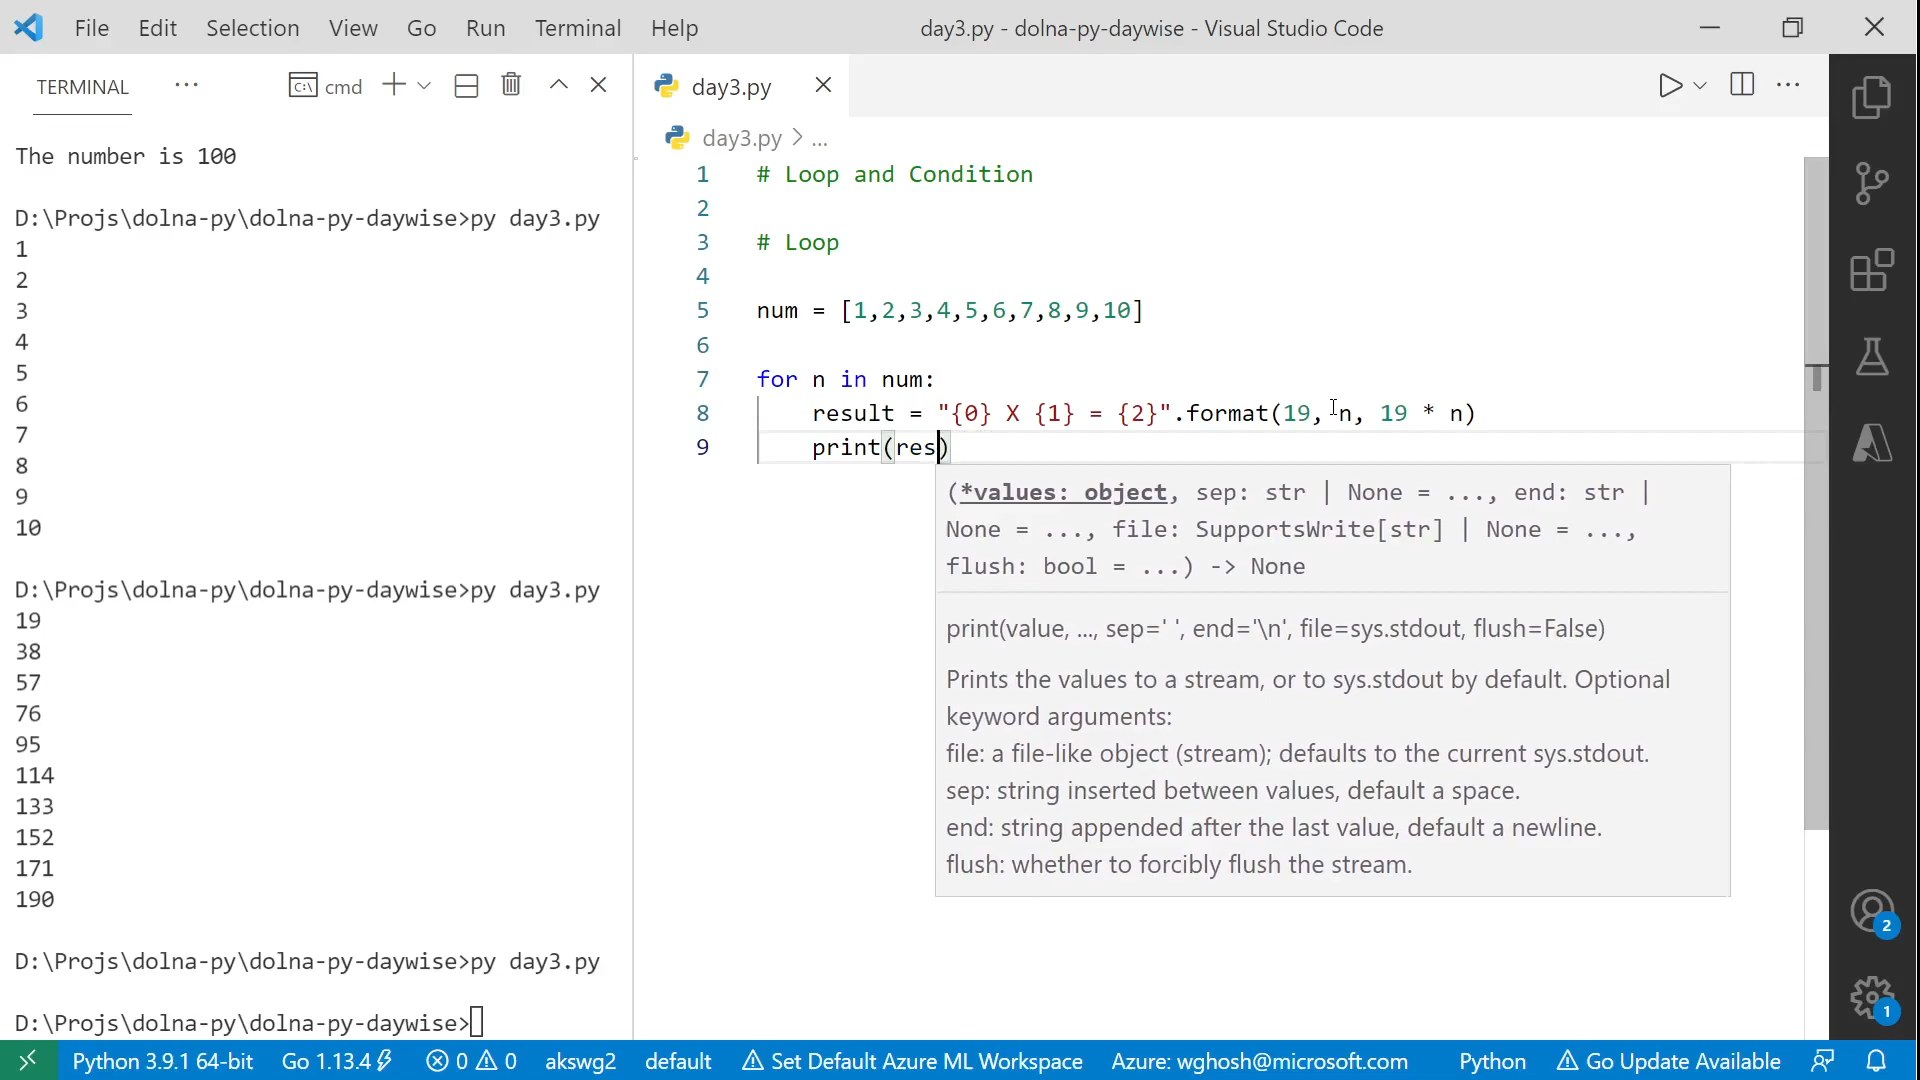 File Edit Selection View Go Run Terminal Help
day3.py - dolna-py-daywise - Visual Studio Code
TERMINAL ... cmd
The number is 100
D:\Projs\dolna-py\dolna-py-daywise>py day3.py
1
2
3
4
5
6
7
8
9
10
D:\Projs\dolna-py\dolna-py-daywise>py day3.py
19
38
57
76
95
114
133
152
171
190
D:\Projs\dolna-py\dolna-py-daywise>py day3.py
D:\Projs\dolna-py\dolna-py-daywise>
day3.py
day3.py > ...
1 # Loop and Condition
2
3 # Loop
4
5 num = [1,2,3,4,5,6,7,8,9,10]
6
7 for n in num:
8 result = "{0} X {1} = {2}".format(19, n, 19 * n)
9 print(res)
(*values: object, sep: str | None = ..., end: str |
None = ..., file: SupportsWrite[str] | None = ...,
flush: bool = ...) -> None
print(value, ..., sep=' ', end='\n', file=sys.stdout, flush=False)
Prints the values to a stream, or to sys.stdout by default. Optional
keyword arguments:
file: a file-like object (stream); defaults to the current sys.stdout.
sep: string inserted between values, default a space.
end: string appended after the last value, default a newline.
flush: whether to forcibly flush the stream.
2
1
Python 3.9.1 64-bit Go 1.13.4 0 0 akswg2 default Set Default Azure ML Workspace Azure: wghosh@microsoft.com Python Go Update Available